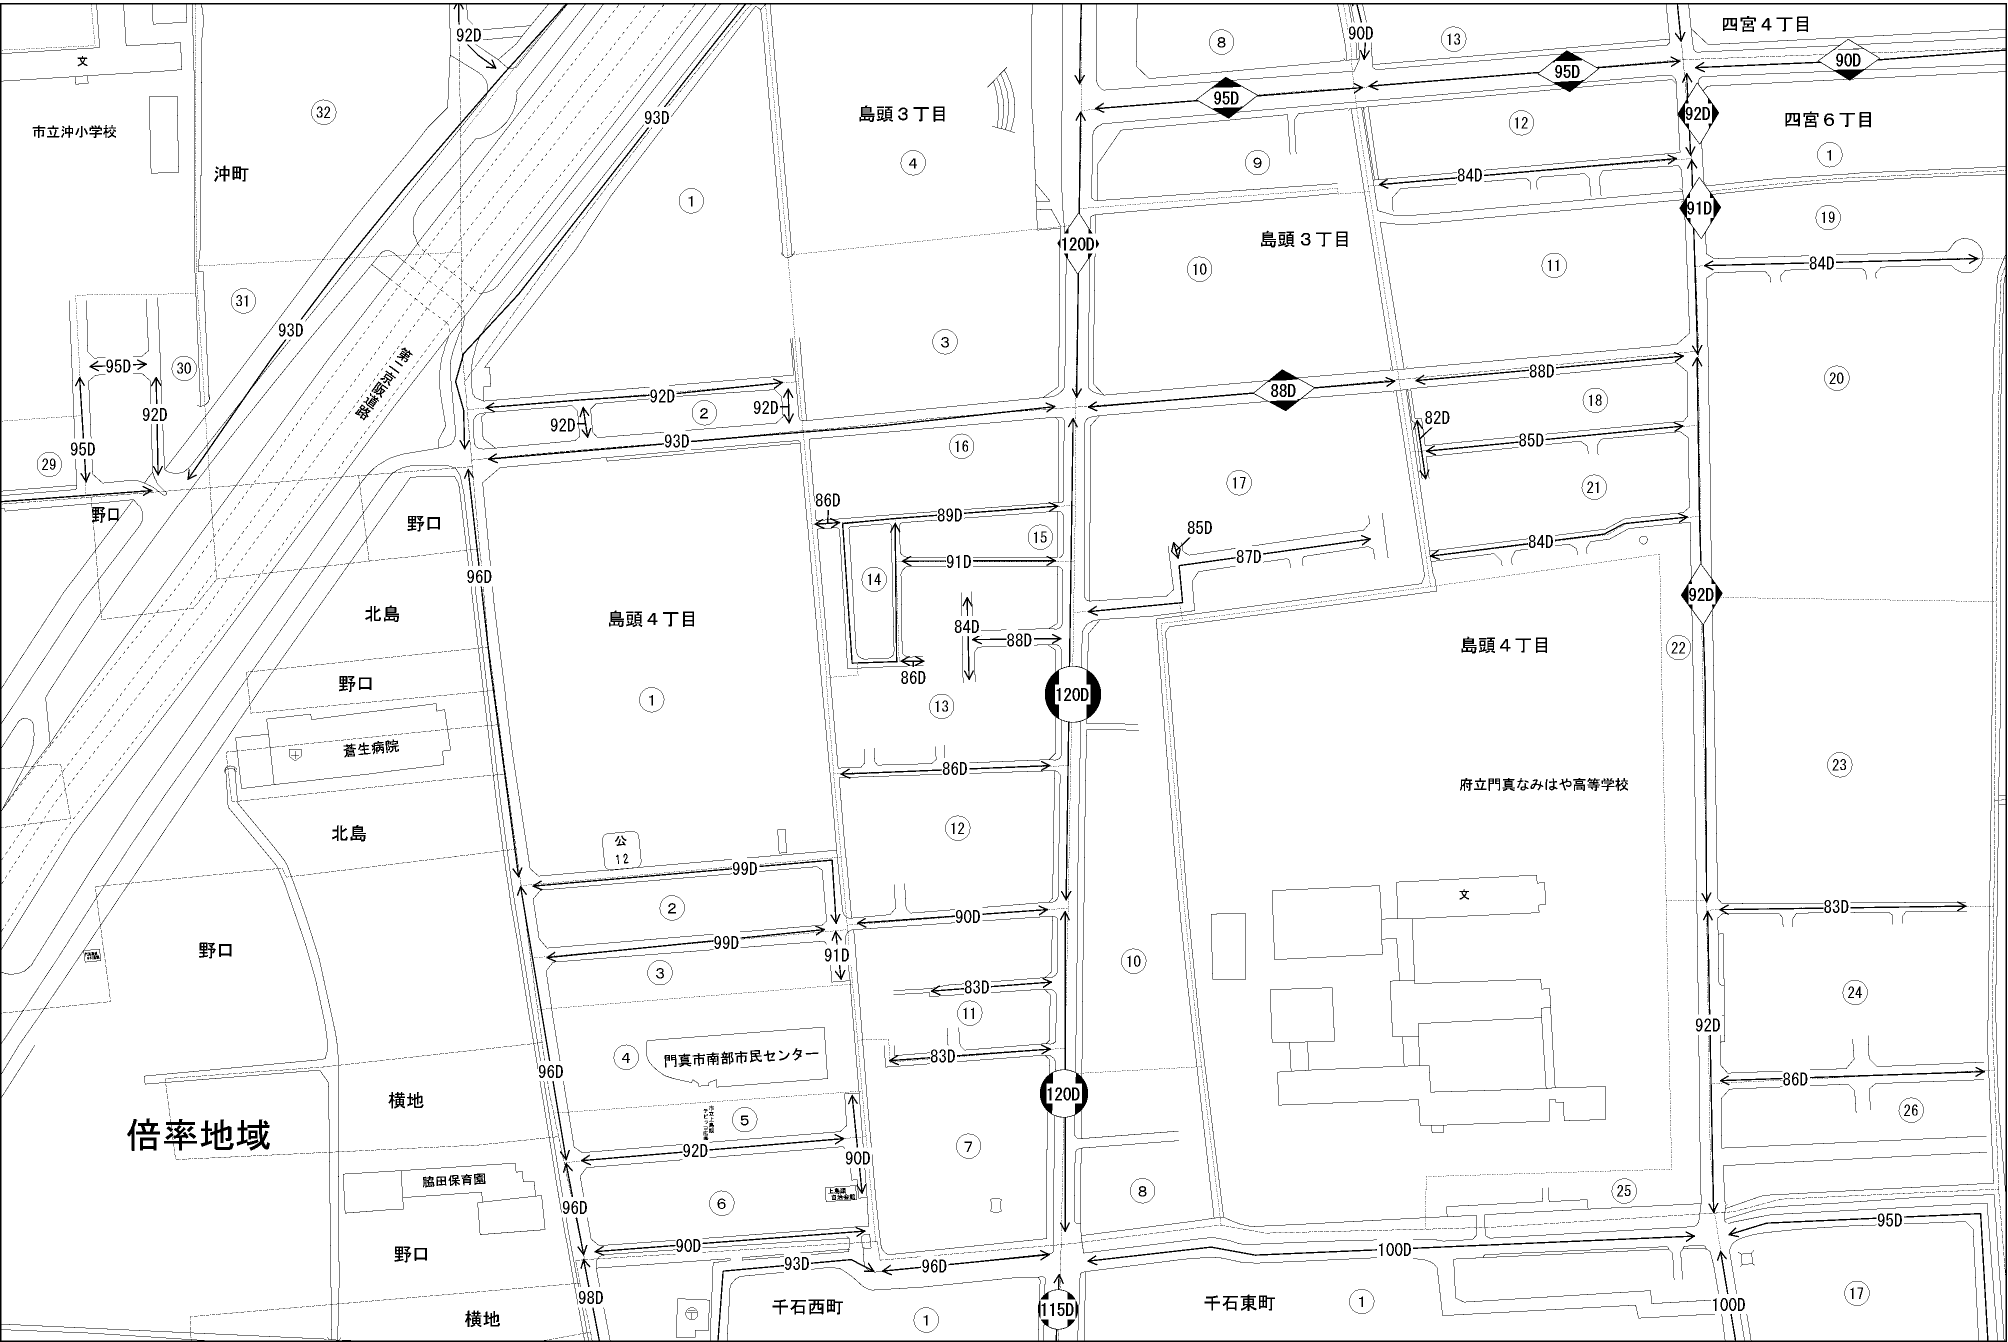 92D
90D
13
四宮４丁目
8
文
95D
95D
90D
32
93D
島頭３丁目
92D
12
四宮６丁目
市立沖小学校
4
9
1
沖町
84D
1
91D
19
120D
島頭３丁目
10
11
84D
31
93D
第二京阪道路
3
95D
30
92D
88D
88D
20
92D
2
92D
92D
18
82D
93D
16
85D
95D
29
17
21
86D
89D
野口
野口
15
85D
84D
91D
87D
96D
14
92D
北島
島頭４丁目
84D
88D
島頭４丁目
22
86D
野口
1
13
120D
蒼生病院
86D
23
府立門真なみはや高等学校
北島
12
公
12
99D
文
2
90D
83D
野口
99D
91D
3
10
83D
24
11
92D
4
門真市南部市民センター
83D
96D
86D
横地
120D
5
26
倍率地域
92D
7
90D
脇田保育園
8
25
6
96D
95D
90D
100D
野口
93D
96D
98D
千石西町
115D
千石東町
1
100D
17
横地
1